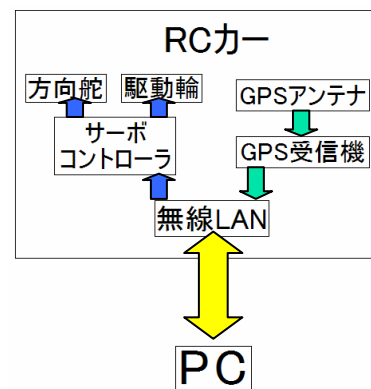 RCカー
方向舵
駆動輪
GPSアンテナ
サーボ
コントローラ
GPS受信機
無線LAN
PC